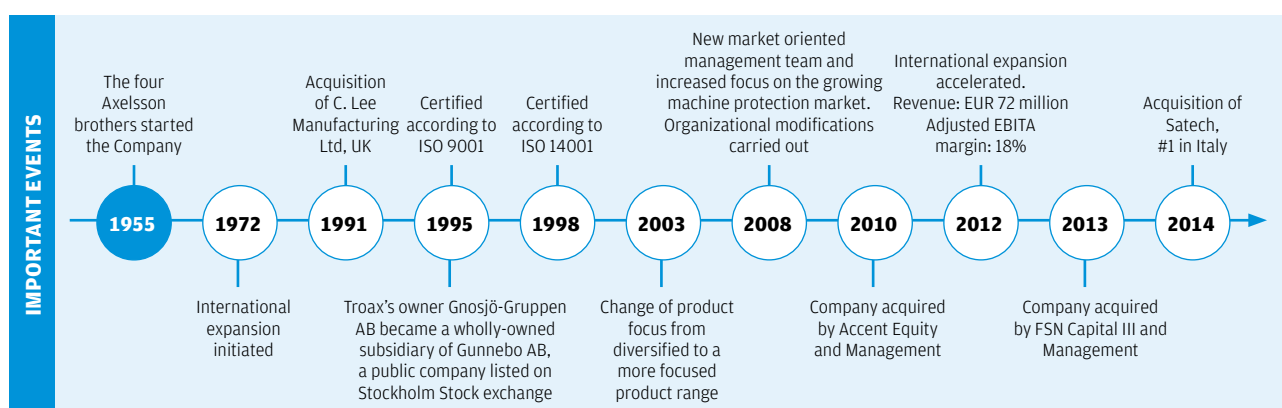 IMPORTANT EVENTS
The four
Axelsson
brothers started
the Company
1955
1972
International
expansion
initiated
Acquisition
of C. Lee
Manufacturing
Ltd, UK
1991
Certified
according to
ISO 9001
1995
Troax's owner Gnosjö-Gruppen
AB became a wholly-owned
subsidiary of Gunnebo AB,
a public company listed on
Stockholm Stock exchange
Certified
according to
ISO 14001
1998
2003
Change of product
focus from
diversified to a
more focused
product range
New market oriented
management team and
increased focus on the growing
machine protection market.
Organizational modifications
carried out
2008
2010
Company acquired
by Accent Equity
and Management
International expansion
accelerated.
Revenue: EUR 72 million
Adjusted EBITA
margin: 18%
2012
2013
Company acquired
by FSN Capital III and
Management
Acquisition of
Satech,
#1 in Italy
2014